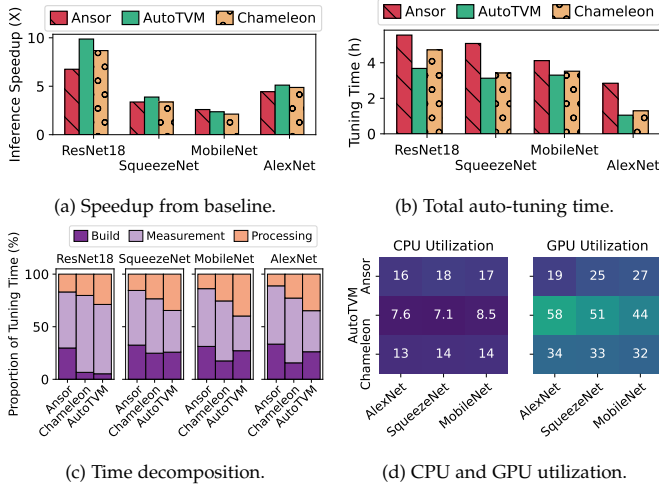 Ansor AutoTVM Chameleon
Inference Speedup (X)
10
5
0
ResNet18 MobileNet
SqueezeNet AlexNet
(a) Speedup from baseline.
Ansor AutoTVM Chameleon
Tuning Time (h)
4
2
0
ResNet18 MobileNet
SqueezeNet AlexNet
(b) Total auto-tuning time.
Build Measurement Processing
Proportion of Tuning Time (%)
ResNet18 SqueezeNet MobileNet AlexNet
100
50
0
Ansor Chameleon AutoTVM
Ansor Chameleon AutoTVM
Ansor Chameleon AutoTVM
Ansor Chameleon AutoTVM
(c) Time decomposition.
CPU Utilization GPU Utilization
Ansor 16 18 17 19 25 27
AutoTVM 7.6 7.1 8.5 58 51 44
Chameleon 13 14 14 34 33 32
AlexNet SqueezeNet MobileNet AlexNet SqueezeNet MobileNet
(d) CPU and GPU utilization.